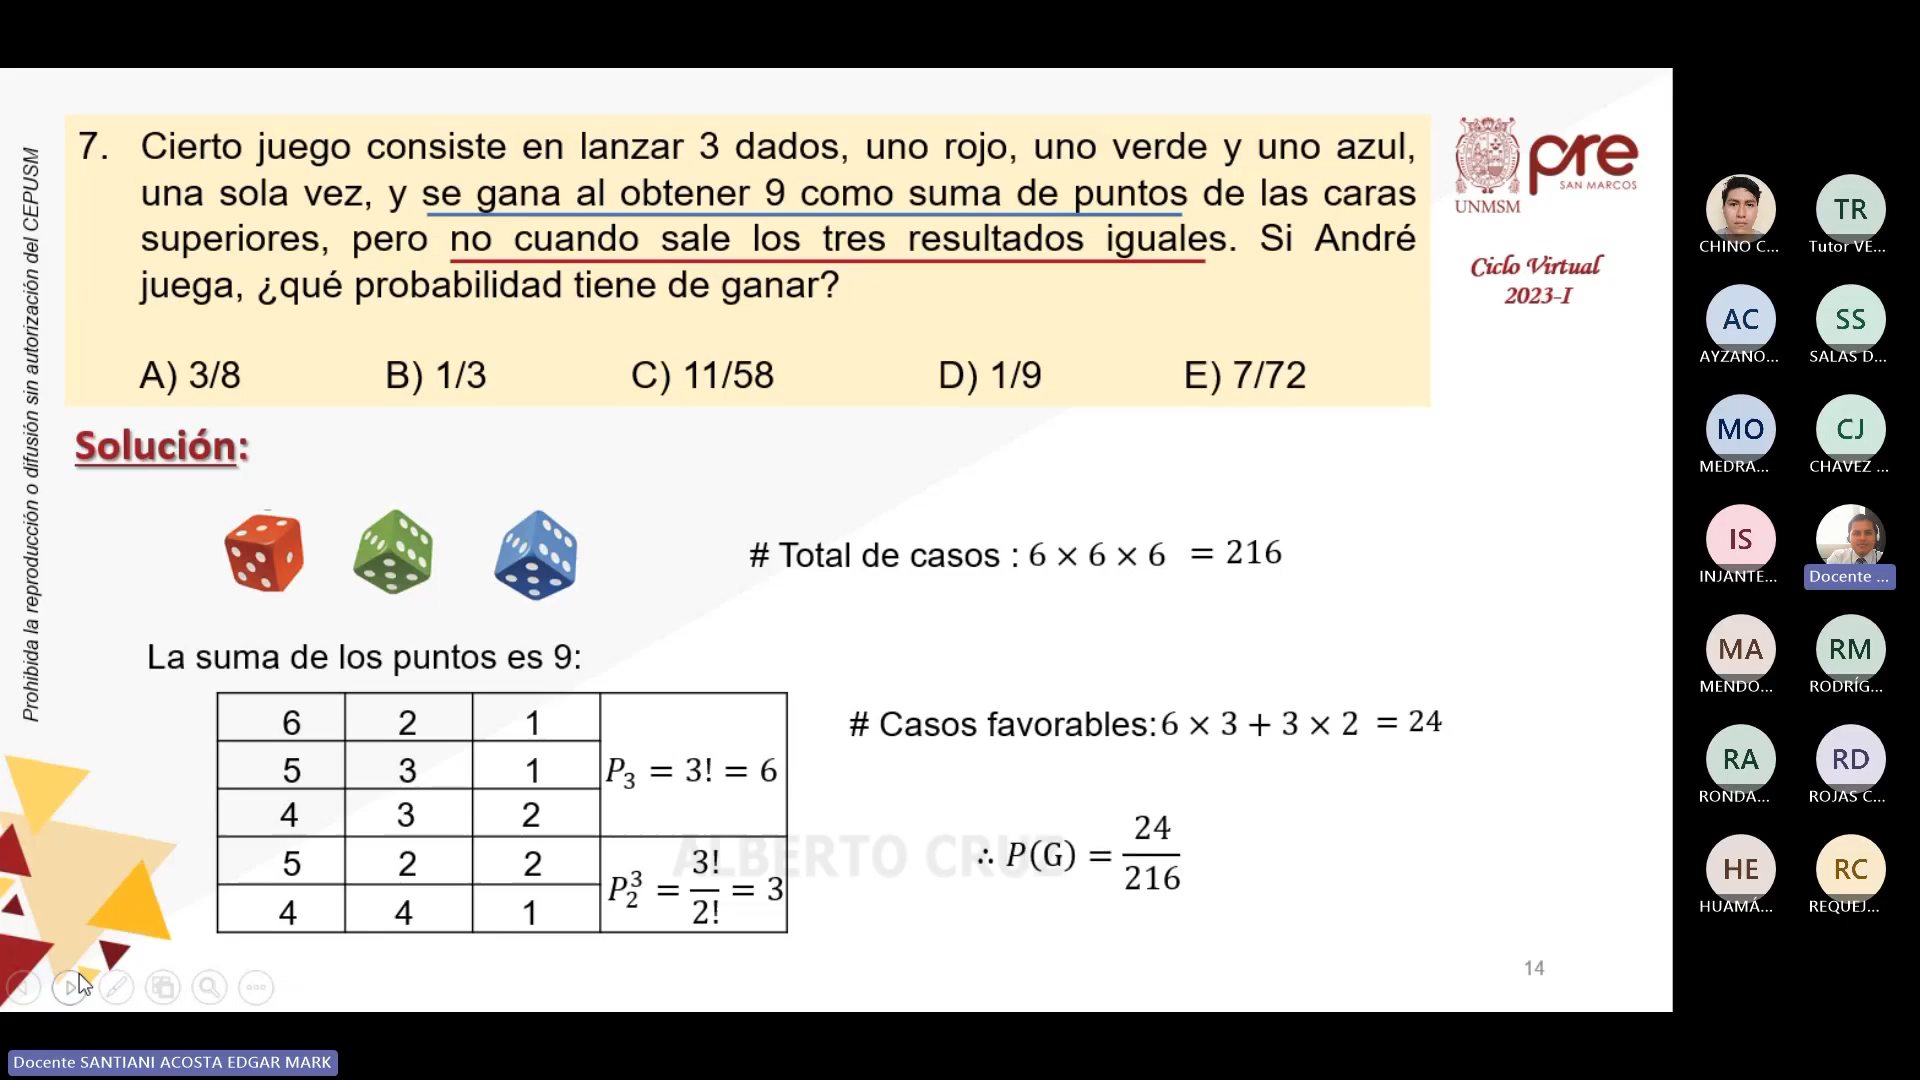 7. Cierto juego consiste en lanzar 3 dados, uno rojo, uno verde y uno azul,
una sola vez, y se gana al obtener 9 como suma de puntos de las caras
superiores, pero no cuando sale los tres resultados iguales. Si André
juega, ¿qué probabilidad tiene de ganar?
A) 3/8 B) 1/3 C) 11/58 D) 1/9 E) 7/72
Prohibida la reproducción o difusión sin autorización del CEPUSM
UNMSM
pre
SAN MARCOS
Ciclo Virtual
2023-I
Solución:
# Total de casos : 6 × 6 × 6 = 216
La suma de los puntos es 9:
6 2 1
5 3 1
4 3 2
P₃ = 3! = 6
5 2 2
4 4 1
P₂³ = 3!/2! = 3
# Casos favorables: 6 × 3 + 3 × 2 = 24
∴ P(G) = 24/216
ALBERTO CRUZ
14
CHINO C...
TR
Tutor VE...
AC
AYZANO...
SS
SALAS D...
MO
MEDRA...
CJ
CHAVEZ ...
IS
INJANTE...
Docente ...
MA
MENDO...
RM
RODRÍG...
RA
RONDA...
RD
ROJAS C...
HE
HUAMÁ...
RC
REQUEJ...
Docente SANTIANI ACOSTA EDGAR MARK